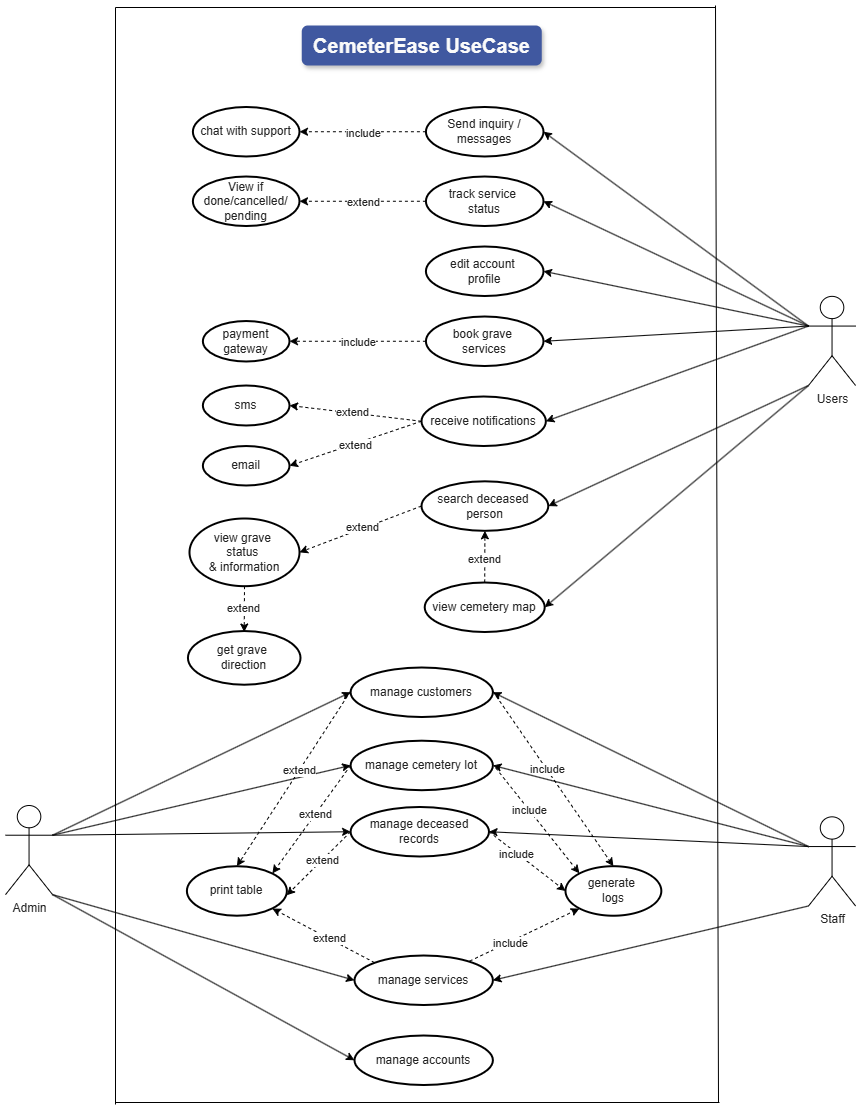 CemeterEase UseCase
chat with support
include
Send inquiry /
messages
View if
done/cancelled/
pending
extend
track service
status
edit account
profile
payment
gateway
include
book grave
services
Users
sms
extend
receive notifications
email
extend
search deceased
person
extend
view grave
status
& information
extend
view cemetery map
extend
get grave
direction
manage customers
extend
include
manage cemetery lot
extend
include
manage deceased
records
extend
include
print table
generate
logs
Admin
Staff
extend
include
manage services
manage accounts